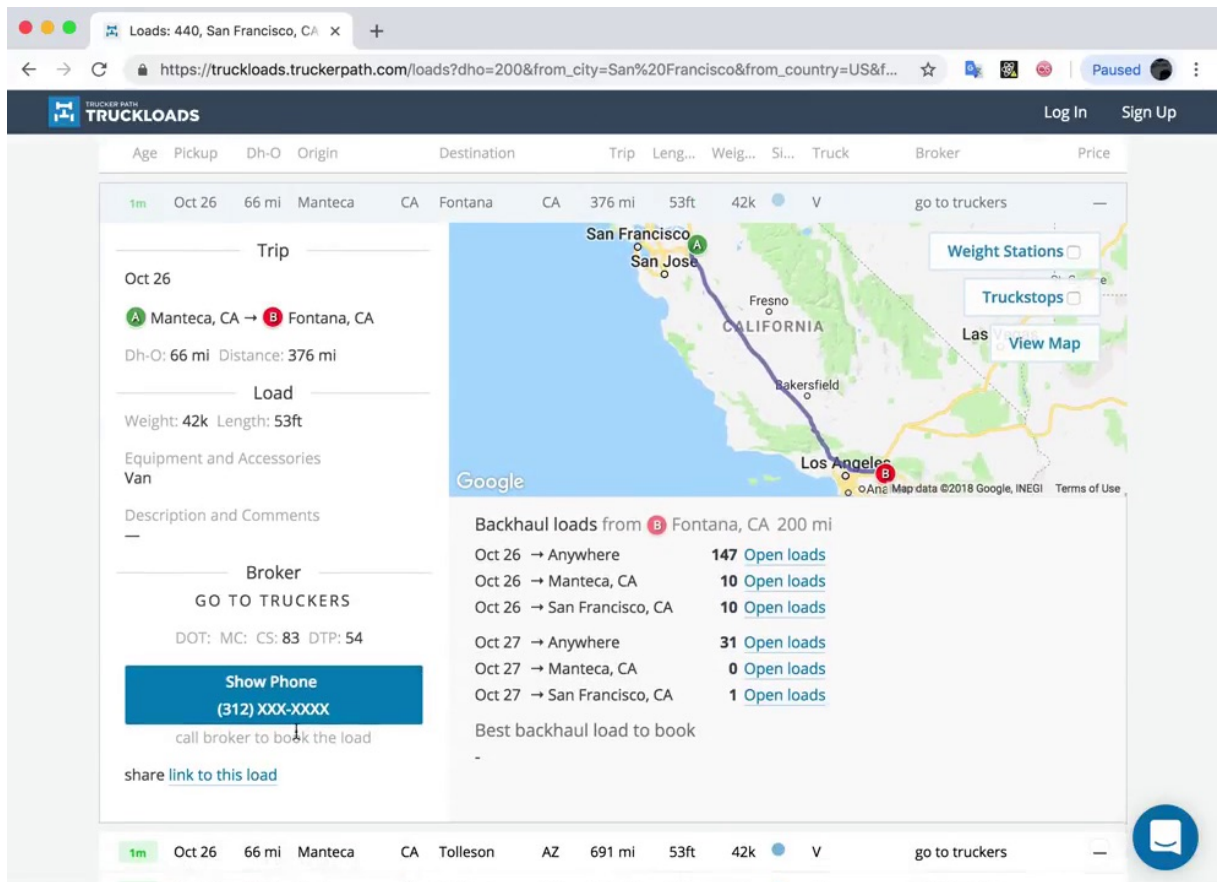 Loads: 440, San Francisco, CA
https://truckloads.truckerpath.com/loads?dho=200&from_city=San%20Francisco&from_country=US&f...
Paused
TRUCKER PATH
TRUCKLOADS
Log In Sign Up
Age Pickup Dh-O Origin Destination Trip Leng... Weig... Si... Truck Broker Price
1m Oct 26 66 mi Manteca CA Fontana CA 376 mi 53ft 42k V go to truckers —
Trip
Oct 26
A Manteca, CA → B Fontana, CA
Dh-O: 66 mi Distance: 376 mi
Load
Weight: 42k Length: 53ft
Equipment and Accessories
Van
Description and Comments
—
Broker
GO TO TRUCKERS
DOT: MC: CS: 83 DTP: 54
Show Phone
(312) XXX-XXXX
call broker to book the load
share link to this load
San Francisco
A
San Jose
Fresno
CALIFORNIA
Las
Bakersfield
Los Angeles
B
Ana
Weight Stations
Truckstops
View Map
Google
Map data ©2018 Google, INEGI Terms of Use
Backhaul loads from B Fontana, CA 200 mi
Oct 26 → Anywhere 147 Open loads
Oct 26 → Manteca, CA 10 Open loads
Oct 26 → San Francisco, CA 10 Open loads
Oct 27 → Anywhere 31 Open loads
Oct 27 → Manteca, CA 0 Open loads
Oct 27 → San Francisco, CA 1 Open loads
Best backhaul load to book
-
1m Oct 26 66 mi Manteca CA Tolleson AZ 691 mi 53ft 42k V go to truckers —